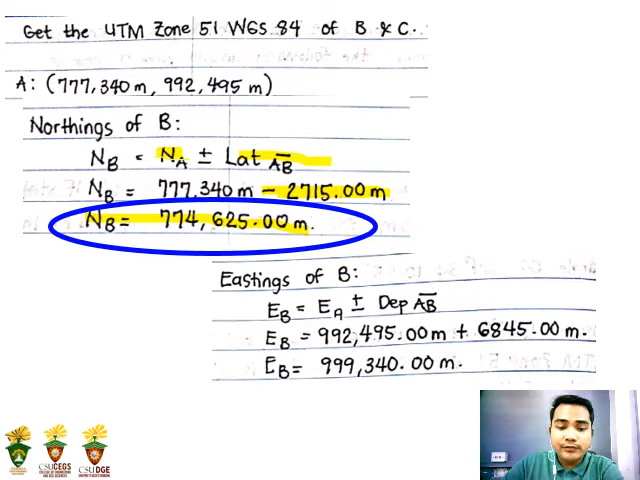 Get the UTM Zone 51 WGS 84 of B & C.
A: (777,340 m, 992,495 m)
Northings of B:
NB = NA ± Lat AB
NB = 777,340 m - 2715.00 m
NB = 774,625.00 m.
Eastings of B:
EB = EA ± Dep AB
EB = 992,495.00 m + 6845.00 m.
EB = 999,340.00 m.
CSUCEGS CSUDGE